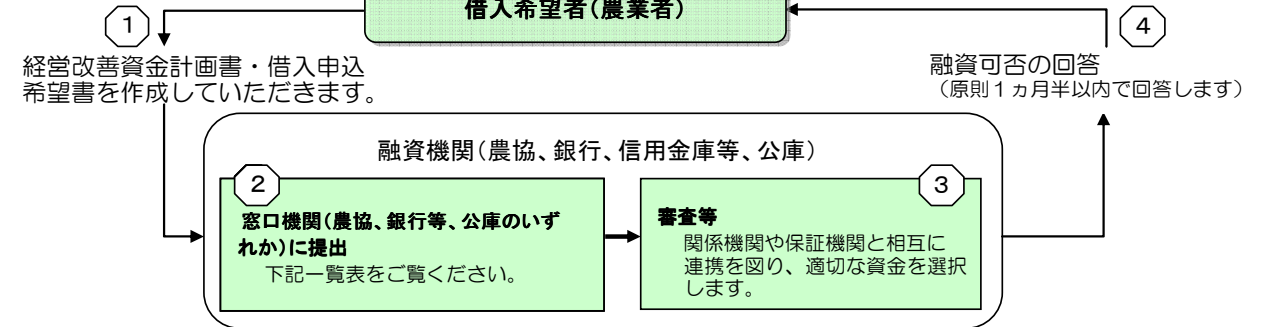 借入希望者（農業者）
1
経営改善資金計画書・借入申込
希望書を作成していただきます。
融資機関（農協、銀行、信用金庫等、公庫）
2
窓口機関（農協、銀行等、公庫のいず
れか）に提出
下記一覧表をご覧ください。
3
審査等
関係機関や保証機関と相互に
連携を図り、適切な資金を選択
します。
4
融資可否の回答
（原則１ヵ月半以内で回答します）